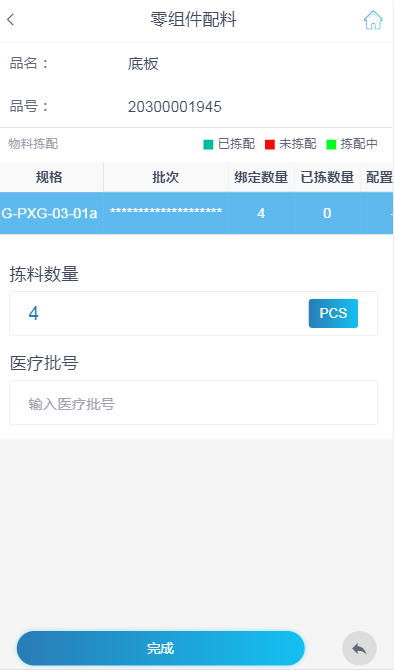 零组件配料
品名： 底板
品号： 20300001945
物料拣配 已拣配 未拣配 拣配中
规格 批次 绑定数量 已拣数量 配置
G-PXG-03-01a ******************** 4 0
拣料数量
4 PCS
医疗批号
输入医疗批号
完成